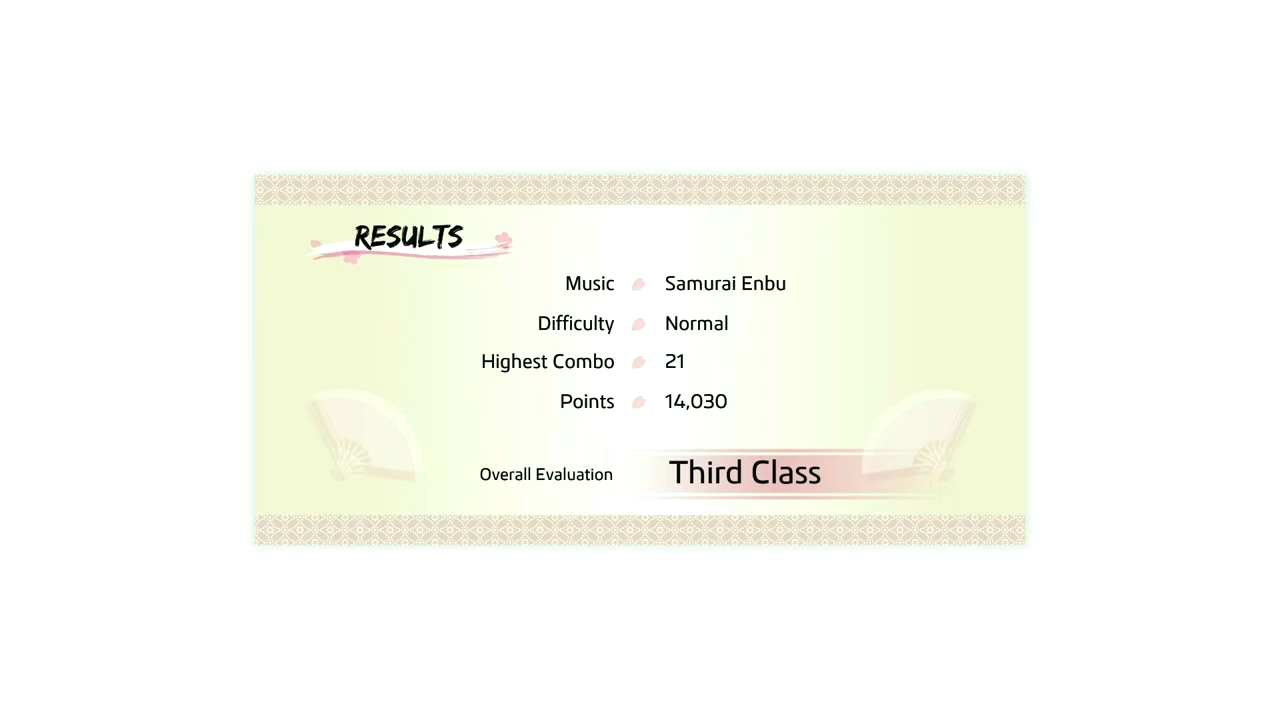 RESULTS
Music Samurai Enbu
Difficulty Normal
Highest Combo 21
Points 14,030
Overall Evaluation Third Class